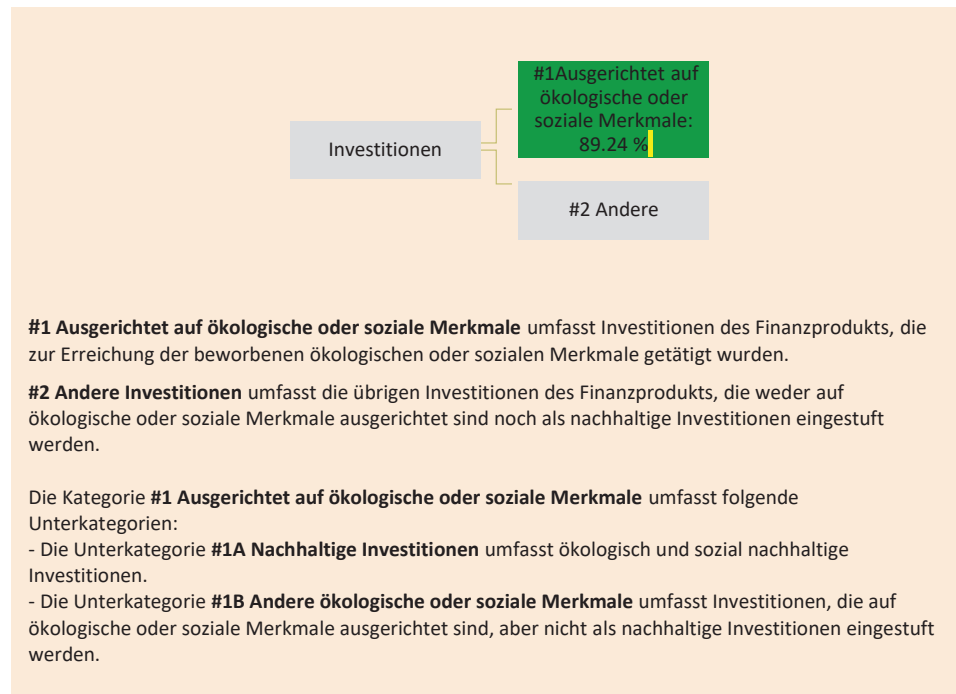 #1Ausgerichtet auf
ökologische oder
soziale Merkmale:
89.24 %
Investitionen
#2 Andere
#1 Ausgerichtet auf ökologische oder soziale Merkmale umfasst Investitionen des Finanzprodukts, die
zur Erreichung der beworbenen ökologischen oder sozialen Merkmale getätigt wurden.
#2 Andere Investitionen umfasst die übrigen Investitionen des Finanzprodukts, die weder auf
ökologische oder soziale Merkmale ausgerichtet sind noch als nachhaltige Investitionen eingestuft
werden.
Die Kategorie #1 Ausgerichtet auf ökologische oder soziale Merkmale umfasst folgende
Unterkategorien:
- Die Unterkategorie #1A Nachhaltige Investitionen umfasst ökologisch und sozial nachhaltige
Investitionen.
- Die Unterkategorie #1B Andere ökologische oder soziale Merkmale umfasst Investitionen, die auf
ökologische oder soziale Merkmale ausgerichtet sind, aber nicht als nachhaltige Investitionen eingestuft
werden.